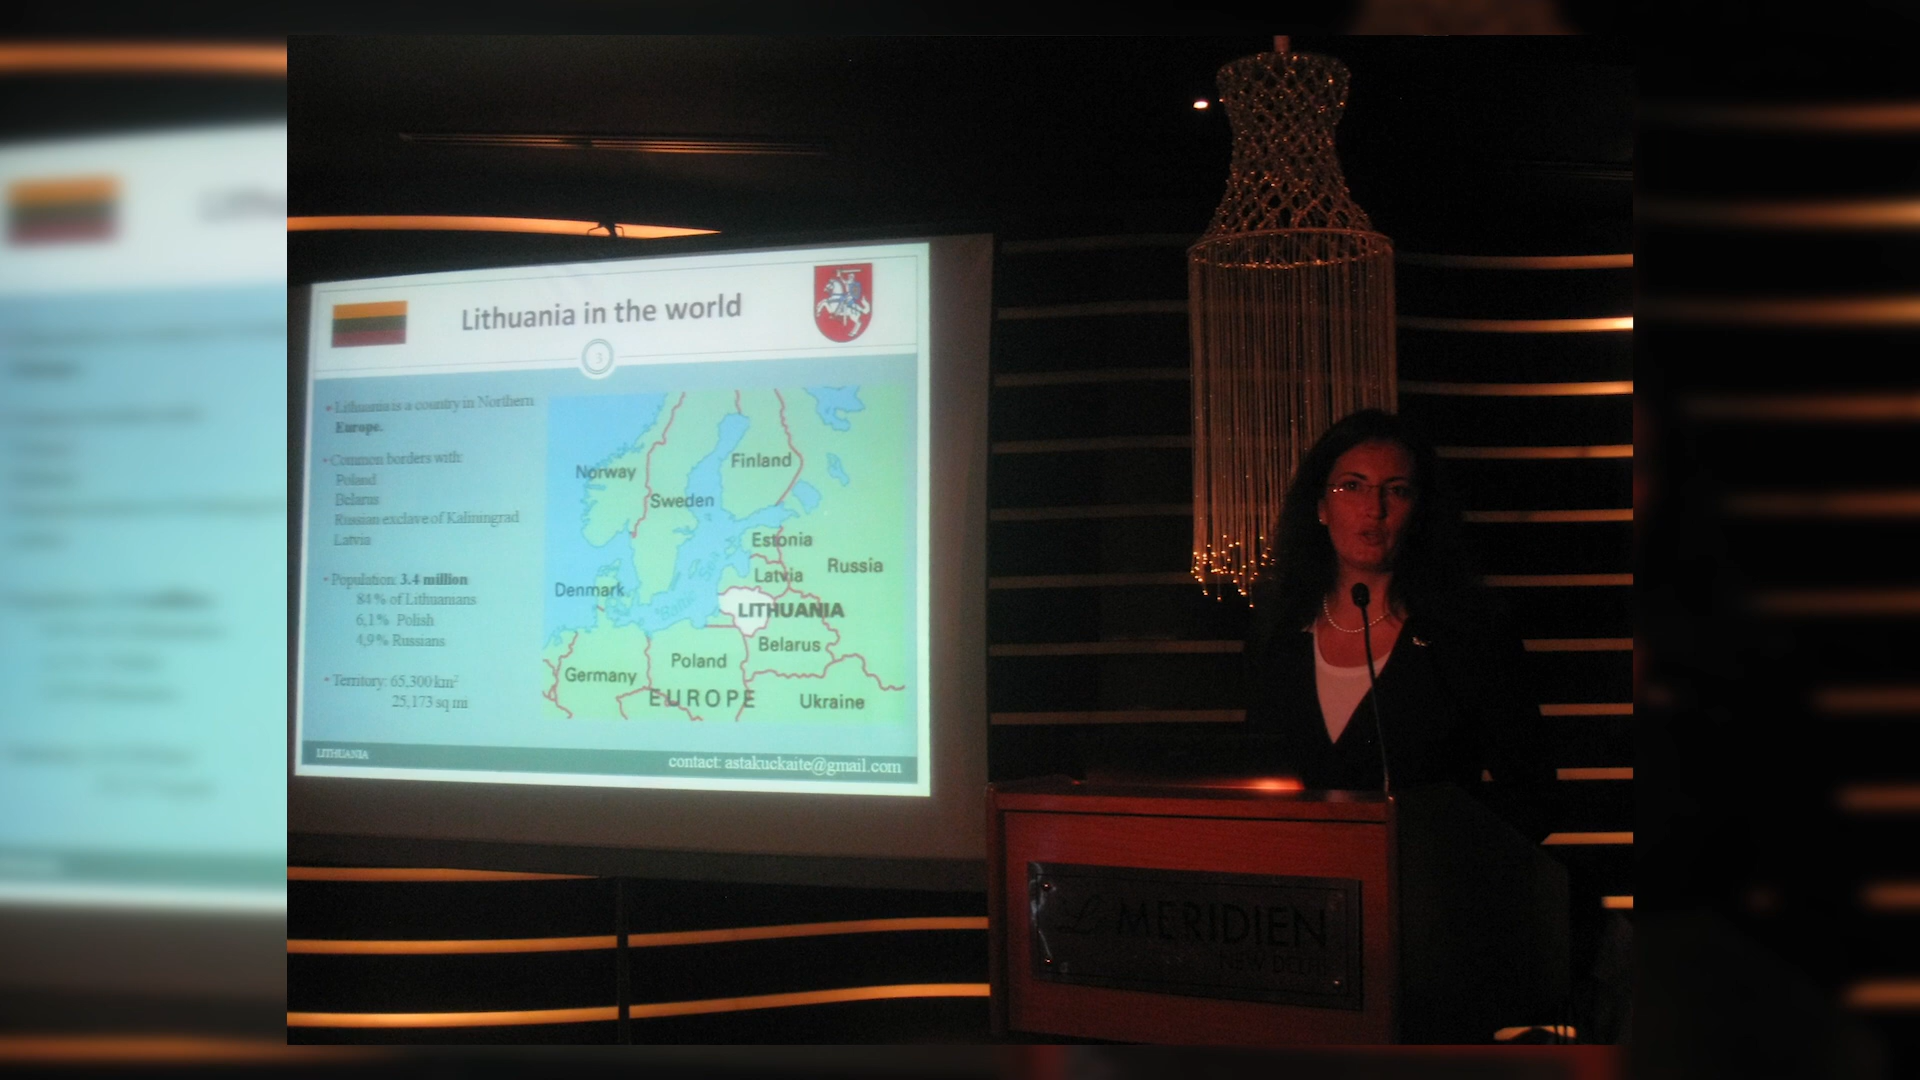 Lithuania in the world
3
• Lithuania is a country in Northern
Europe.
• Common borders with:
Poland
Belarus
Russian exclave of Kaliningrad
Latvia
• Population: 3.4 million
84 % of Lithuanians
6,1 % Polish
4,9 % Russians
• Territory: 65,300 km²
25,173 sq mi
Norway
Finland
Sweden
Estonia
Russia
Latvia
Denmark
Baltic
LITHUANIA
Belarus
Poland
Germany
EUROPE
Ukraine
LITHUANIA
contact: astakuckaite@gmail.com
Le MERIDIEN
NEW DELHI